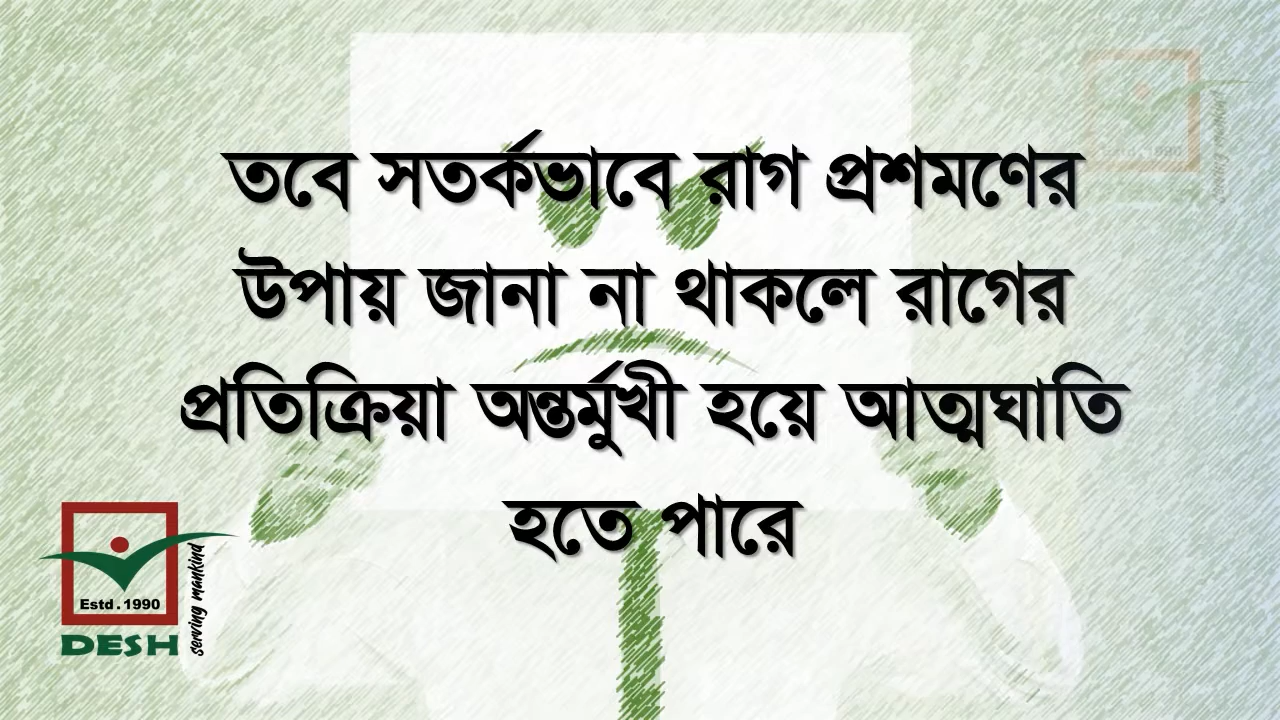 তবে সতর্কভাবে রাগ প্রশমণের
উপায় জানা না থাকলে রাগের
প্রতিক্রিয়া অন্তর্মুখী হয়ে আত্মঘাতি
হতে পারে
Estd.1990
DESH
serving mankind